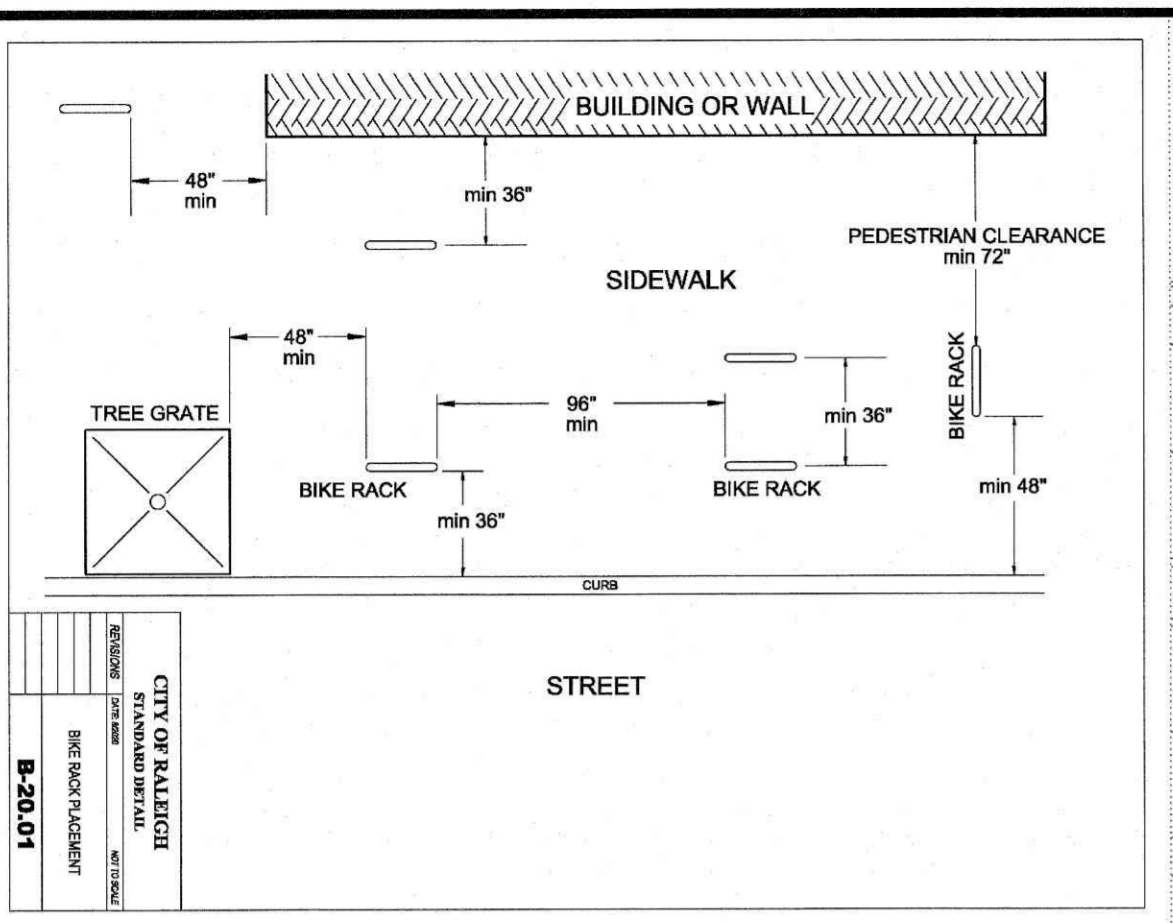 BUILDING OR WALL
48"
min
min 36"
PEDESTRIAN CLEARANCE
min 72"
SIDEWALK
48"
min
TREE GRATE
96"
min
min 36"
BIKE RACK
BIKE RACK
BIKE RACK
min 36"
min 48"
CURB
STREET
CITY OF RALEIGH
STANDARD DETAIL
REVISIONS
DATE:
NOT TO SCALE
BIKE RACK PLACEMENT
B-20.01